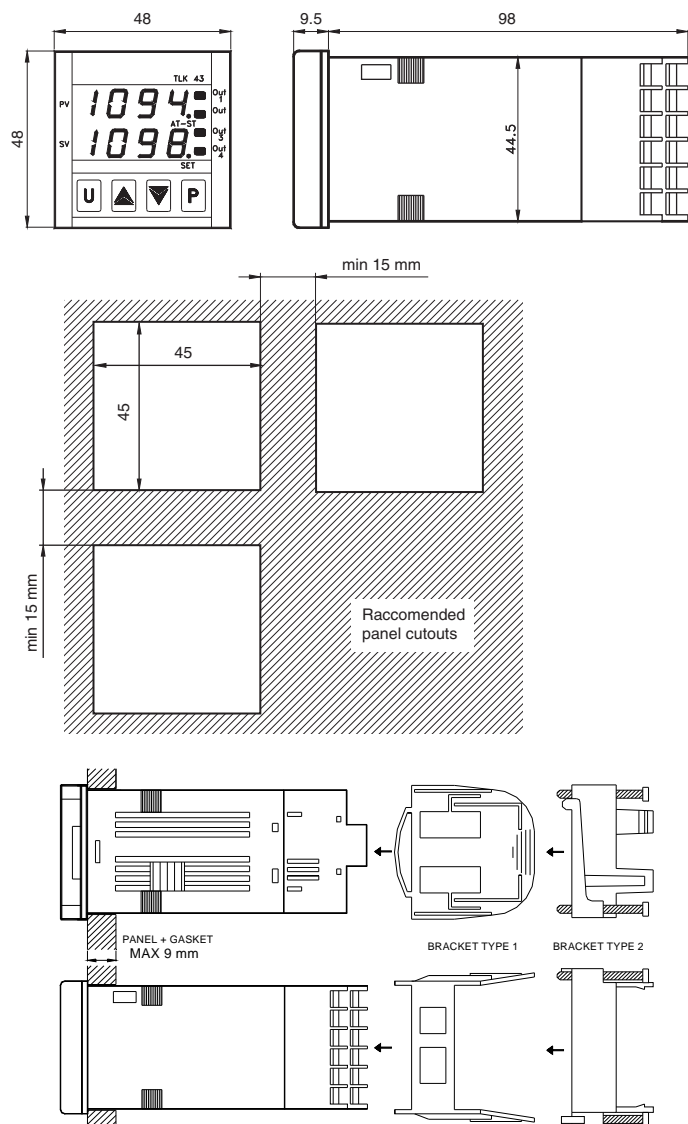 48
9.5
98
48
TLK 43
PV
1094.
Out 1
Out
AT-ST
SV
1098.
Out 3
Out 4
SET
U
P
44.5
min 15 mm
45
45
min 15 mm
Raccomended
panel cutouts
PANEL + GASKET
MAX 9 mm
BRACKET TYPE 1
BRACKET TYPE 2